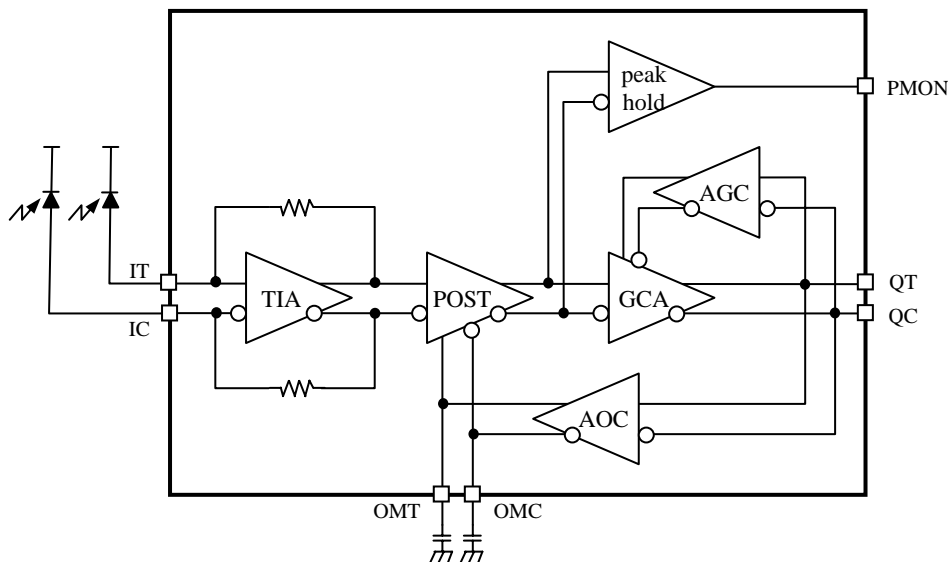 peak
hold
PMON
AGC
IT
TIA
POST
GCA
QT
IC
QC
AOC
OMT
OMC